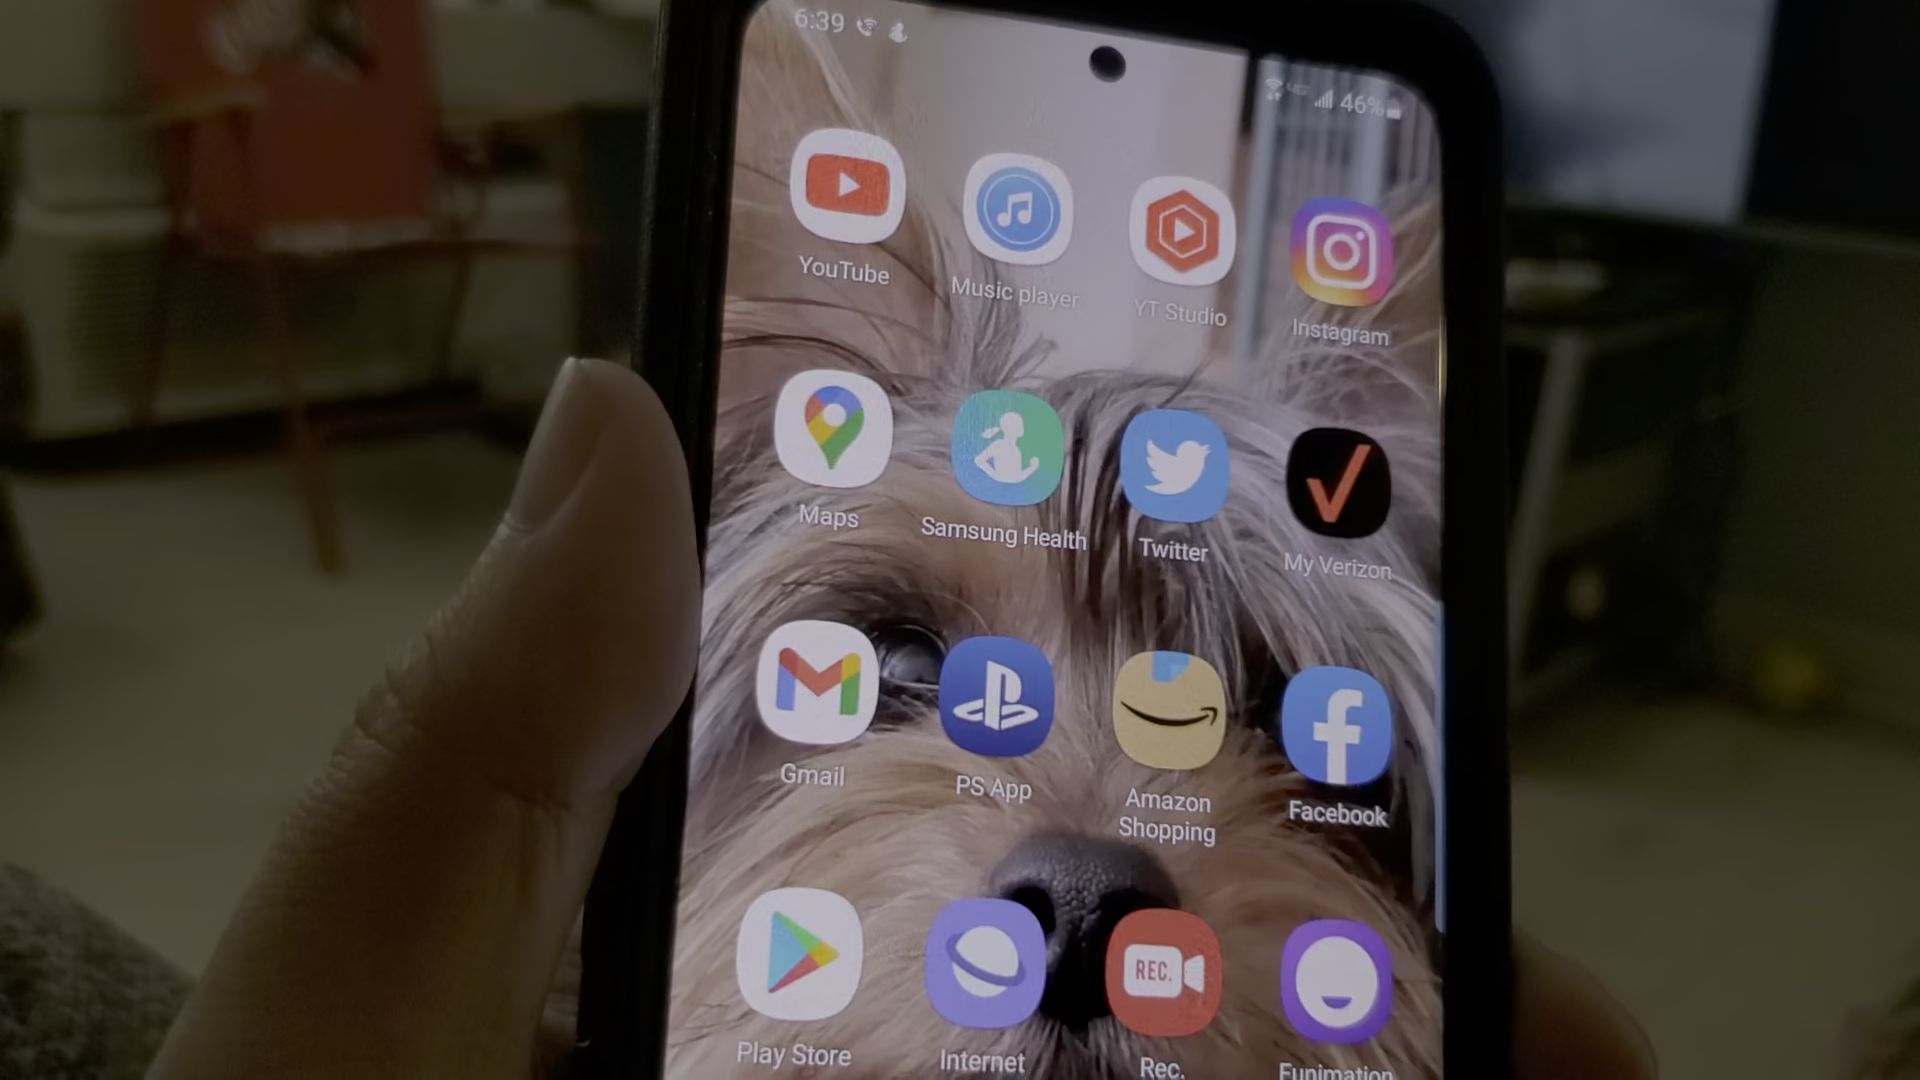 6:39
46%
YouTube
Music player
YT Studio
Instagram
Maps
Samsung Health
Twitter
My Verizon
Gmail
PS App
Amazon
Shopping
Facebook
REC.
Play Store
Internet
Rec.
Funimation